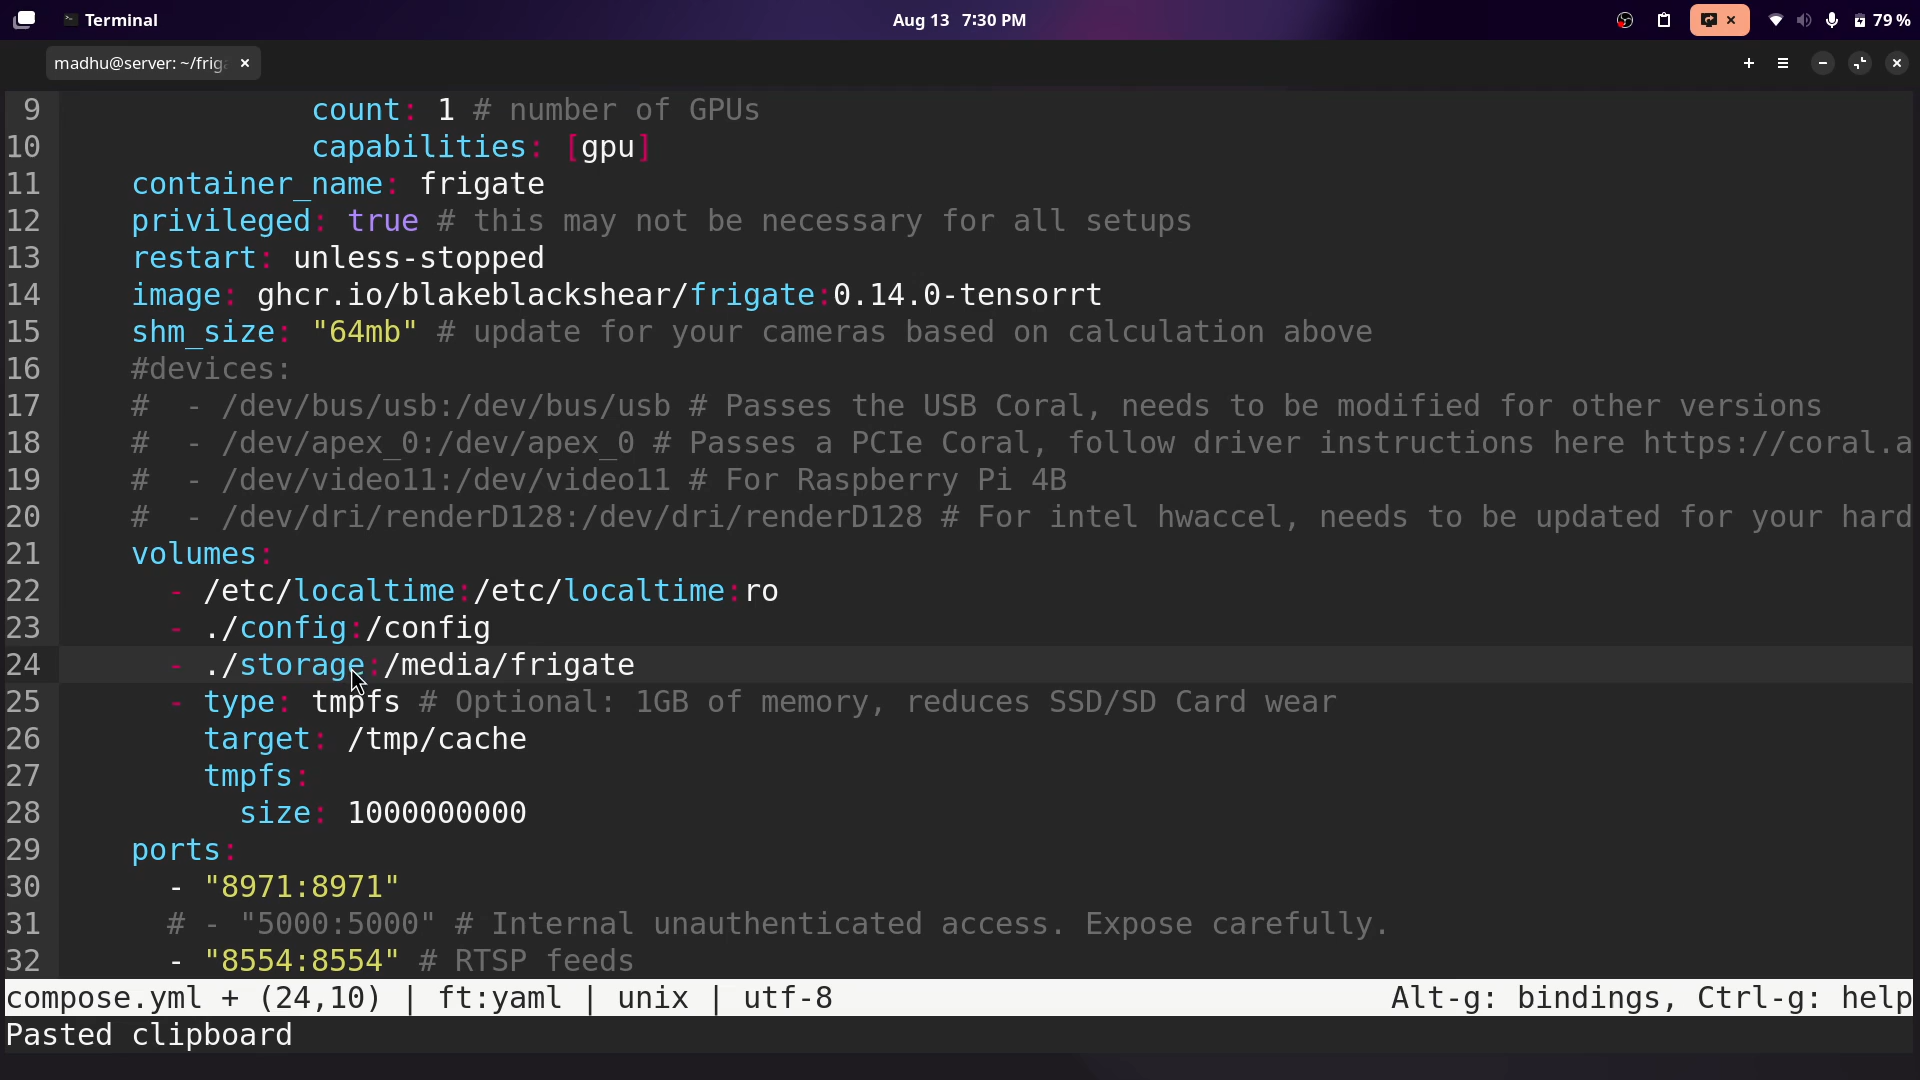 Terminal
Aug 13 7:30 PM
79 %
madhu@server: ~/frig
9 count: 1 # number of GPUs
10 capabilities: [gpu]
11 container_name: frigate
12 privileged: true # this may not be necessary for all setups
13 restart: unless-stopped
14 image: ghcr.io/blakeblackshear/frigate:0.14.0-tensorrt
15 shm_size: "64mb" # update for your cameras based on calculation above
16 #devices:
17 #  - /dev/bus/usb:/dev/bus/usb # Passes the USB Coral, needs to be modified for other versions
18 #  - /dev/apex_0:/dev/apex_0 # Passes a PCIe Coral, follow driver instructions here https://coral.a
19 #  - /dev/video11:/dev/video11 # For Raspberry Pi 4B
20 #  - /dev/dri/renderD128:/dev/dri/renderD128 # For intel hwaccel, needs to be updated for your hard
21 volumes:
22 - /etc/localtime:/etc/localtime:ro
23 - ./config:/config
24 - ./storage:/media/frigate
25 - type: tmpfs # Optional: 1GB of memory, reduces SSD/SD Card wear
26 target: /tmp/cache
27 tmpfs:
28 size: 1000000000
29 ports:
30 - "8971:8971"
31 # - "5000:5000" # Internal unauthenticated access. Expose carefully.
32 - "8554:8554" # RTSP feeds
compose.yml + (24,10) | ft:yaml | unix | utf-8 Alt-g: bindings, Ctrl-g: help
Pasted clipboard